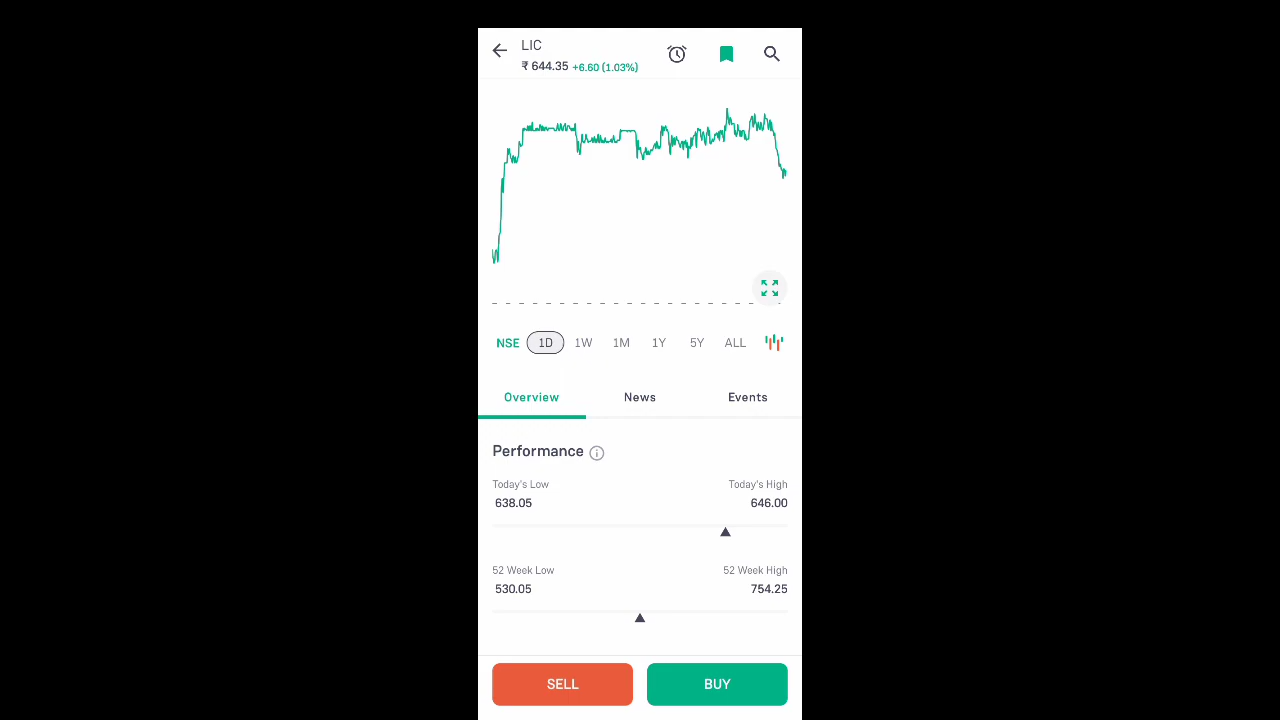 LIC
₹ 644.35 +6.60 (1.03%)
NSE 1D 1W 1M 1Y 5Y ALL
Overview News Events
Performance
Today's Low Today's High
638.05 646.00
52 Week Low 52 Week High
530.05 754.25
SELL BUY